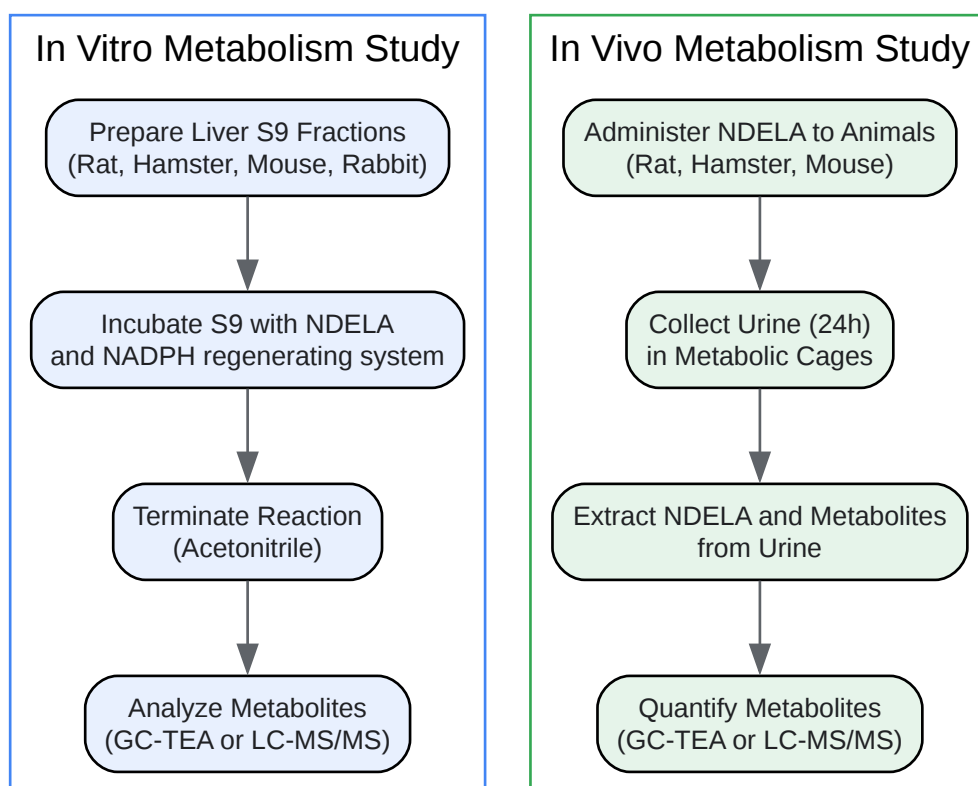 In Vitro Metabolism Study
Prepare Liver S9 Fractions
(Rat, Hamster, Mouse, Rabbit)
Incubate S9 with NDELA
and NADPH regenerating system
Terminate Reaction
(Acetonitrile)
Analyze Metabolites
(GC-TEA or LC-MS/MS)
In Vivo Metabolism Study
Administer NDELA to Animals
(Rat, Hamster, Mouse)
Collect Urine (24h)
in Metabolic Cages
Extract NDELA and Metabolites
from Urine
Quantify Metabolites
(GC-TEA or LC-MS/MS)